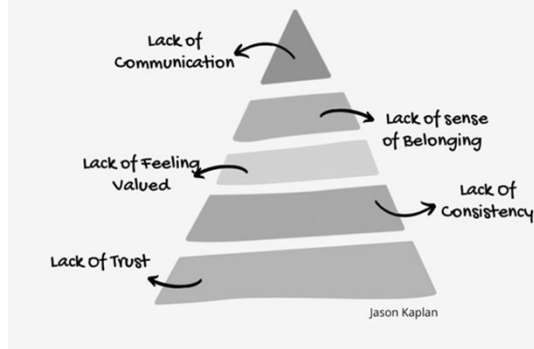 Lack of
Communication
Lack of sense
of Belonging
Lack of Feeling
Valued
Lack of
Consistency
Lack of Trust
Jason Kaplan